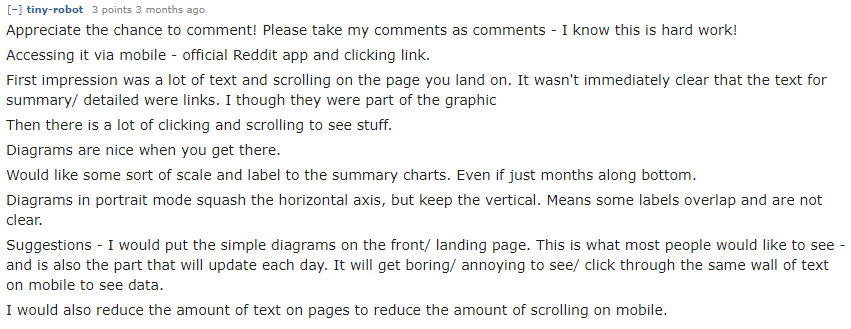 [-] tiny-robot 3 points 3 months ago
Appreciate the chance to comment! Please take my comments as comments - I know this is hard work!
Accessing it via mobile - official Reddit app and clicking link.
First impression was a lot of text and scrolling on the page you land on. It wasn't immediately clear that the text for
summary/ detailed were links. I though they were part of the graphic
Then there is a lot of clicking and scrolling to see stuff.
Diagrams are nice when you get there.
Would like some sort of scale and label to the summary charts. Even if just months along bottom.
Diagrams in portrait mode squash the horizontal axis, but keep the vertical. Means some labels overlap and are not
clear.
Suggestions - I would put the simple diagrams on the front/ landing page. This is what most people would like to see -
and is also the part that will update each day. It will get boring/ annoying to see/ click through the same wall of text
on mobile to see data.
I would also reduce the amount of text on pages to reduce the amount of scrolling on mobile.